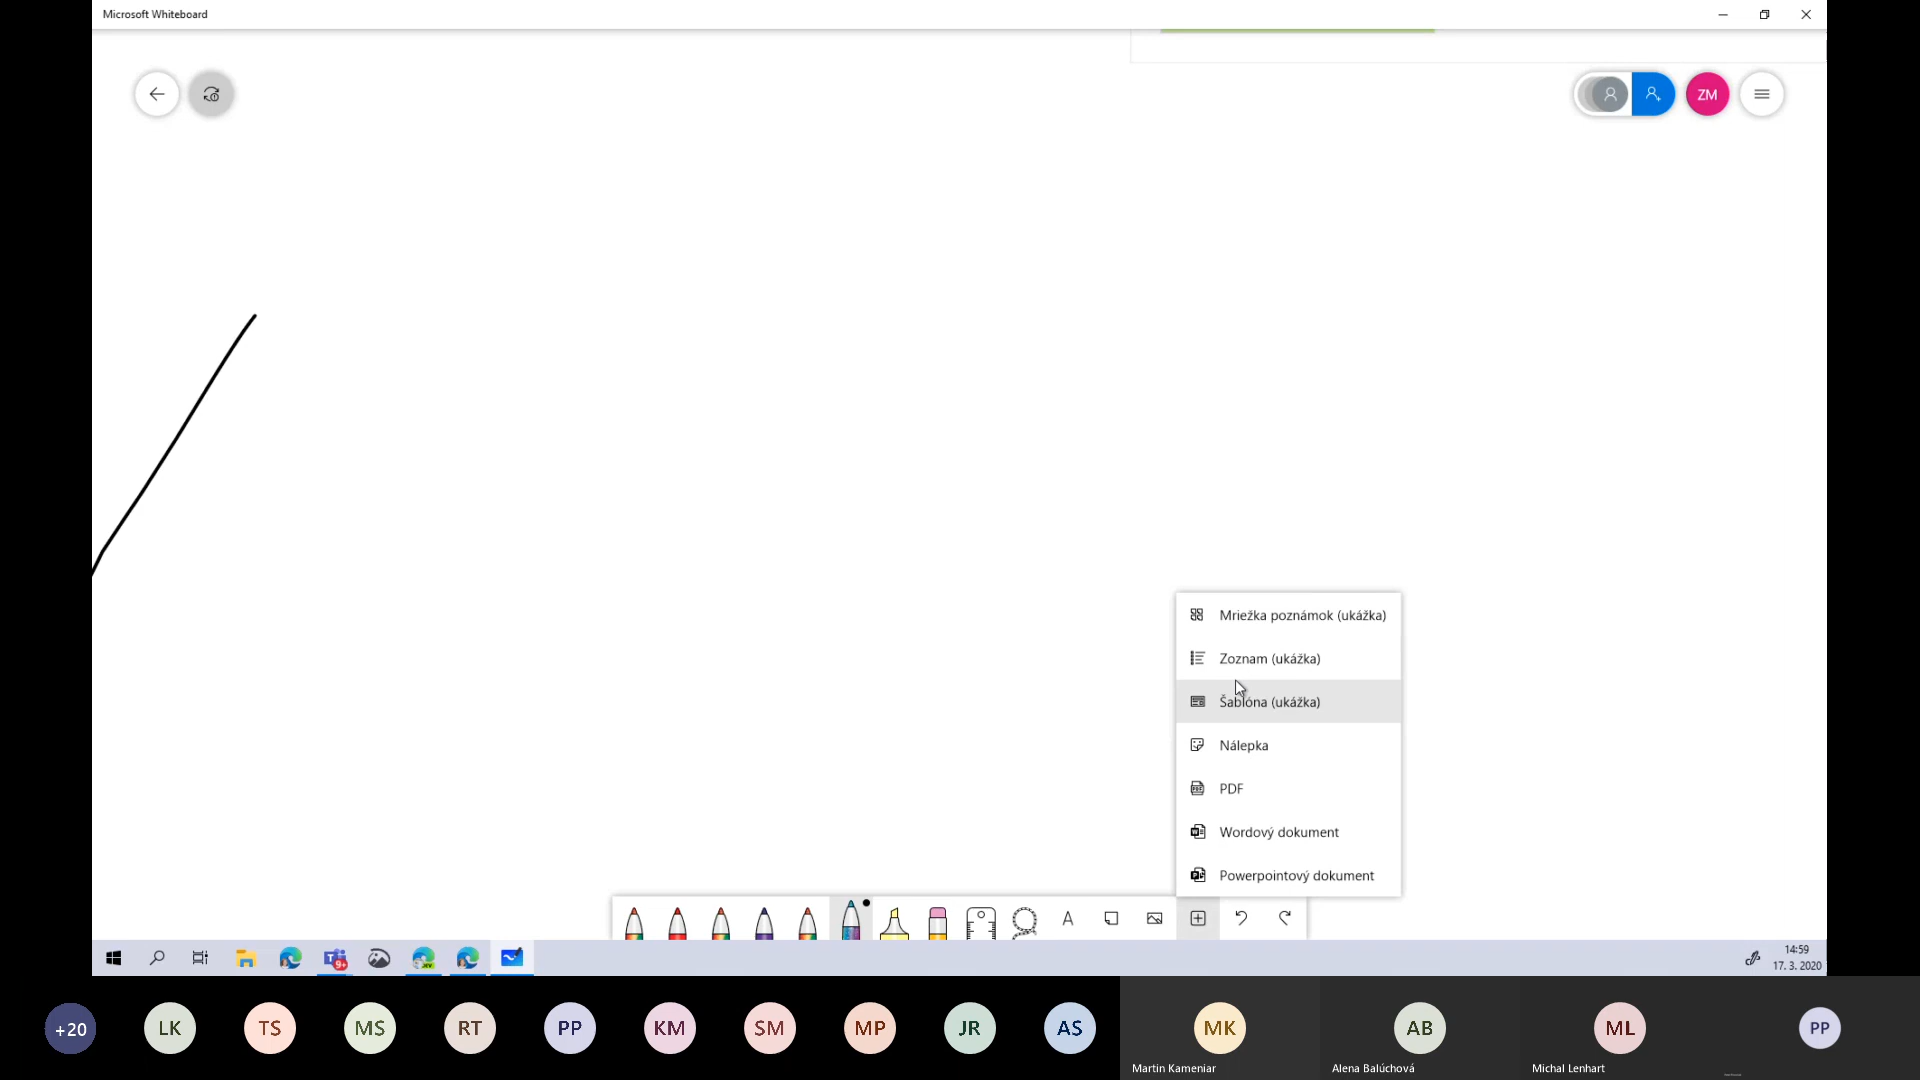 Microsoft Whiteboard
ZM
Mriežka poznámok (ukážka)
Zoznam (ukážka)
Šablóna (ukážka)
Nálepka
PDF
Wordový dokument
Powerpointový dokument
A
14:59
17. 3. 2020
+20
LK
TS
MS
RT
PP
KM
SM
MP
JR
AS
MK
AB
ML
PP
Martin Kameniar
Alena Balúchová
Michal Lenhart